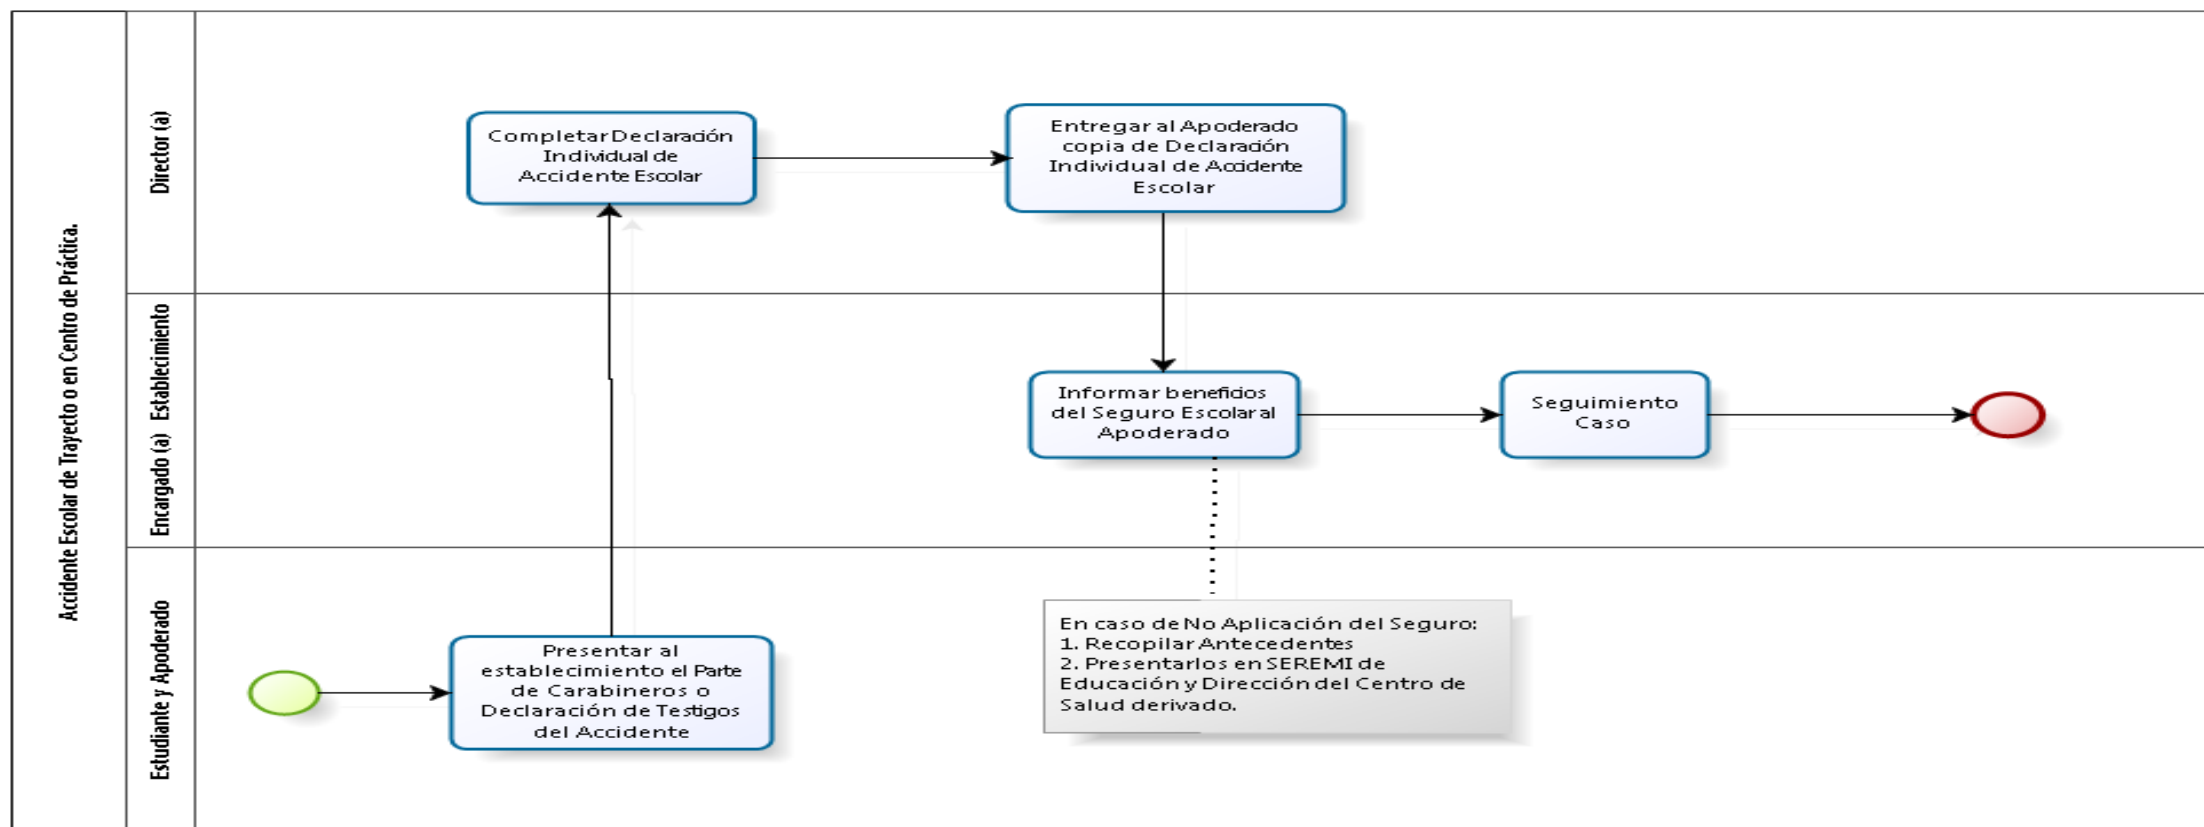 Accidente Escolar de Trayecto o en Centro de Práctica.
Director (a)
Completar Declaración
Individual de
Accidente Escolar
Entregar al Apoderado
copia de Declaración
Individual de Accidente
Escolar
Encargado (a) Establecimiento
Informar beneficios
del Seguro Escolar al
Apoderado
Seguimiento
Caso
Estudiante y Apoderado
Presentar al
establecimiento el Parte
de Carabineros o
Declaración de Testigos
del Accidente
En caso de No Aplicación del Seguro:
1. Recopilar Antecedentes
2. Presentarlos en SEREMI de
Educación y Dirección del Centro de
Salud derivado.